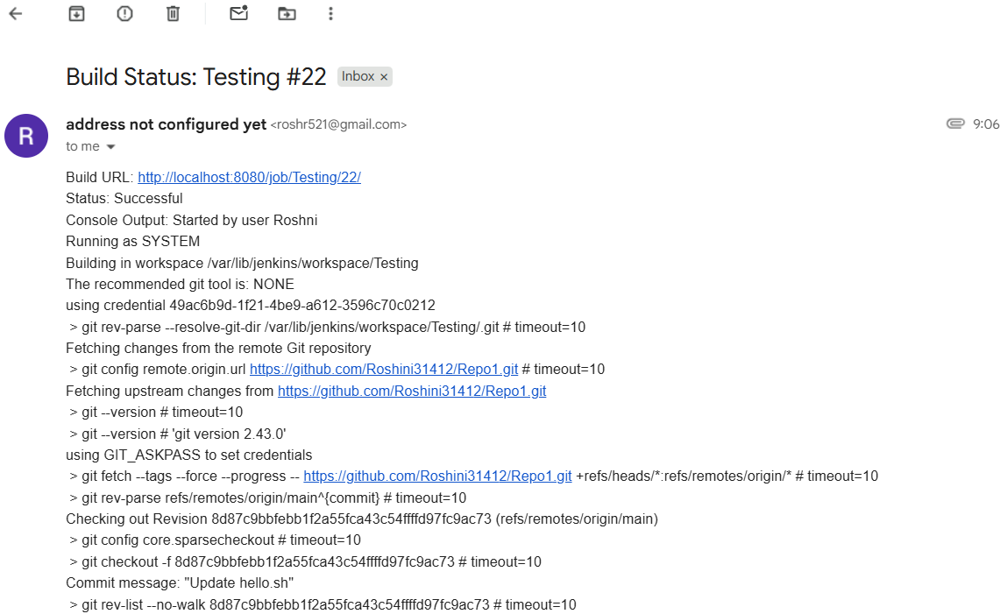 Build Status: Testing #22 Inbox ×
R
address not configured yet <roshr521@gmail.com> 9:06
to me
Build URL: http://localhost:8080/job/Testing/22/
Status: Successful
Console Output: Started by user Roshni
Running as SYSTEM
Building in workspace /var/lib/jenkins/workspace/Testing
The recommended git tool is: NONE
using credential 49ac6b9d-1f21-4be9-a612-3596c70c0212
> git rev-parse --resolve-git-dir /var/lib/jenkins/workspace/Testing/.git # timeout=10
Fetching changes from the remote Git repository
> git config remote.origin.url https://github.com/Roshini31412/Repo1.git # timeout=10
Fetching upstream changes from https://github.com/Roshini31412/Repo1.git
> git --version # timeout=10
> git --version # 'git version 2.43.0'
using GIT_ASKPASS to set credentials
> git fetch --tags --force --progress -- https://github.com/Roshini31412/Repo1.git +refs/heads/*:refs/remotes/origin/* # timeout=10
> git rev-parse refs/remotes/origin/main^{commit} # timeout=10
Checking out Revision 8d87c9bbfebb1f2a55fca43c54ffffd97fc9ac73 (refs/remotes/origin/main)
> git config core.sparsecheckout # timeout=10
> git checkout -f 8d87c9bbfebb1f2a55fca43c54ffffd97fc9ac73 # timeout=10
Commit message: "Update hello.sh"
> git rev-list --no-walk 8d87c9bbfebb1f2a55fca43c54ffffd97fc9ac73 # timeout=10